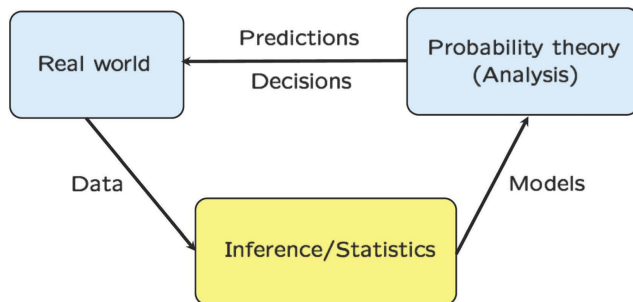 Real world
Predictions
Decisions
Probability theory
(Analysis)
Data
Models
Inference/Statistics